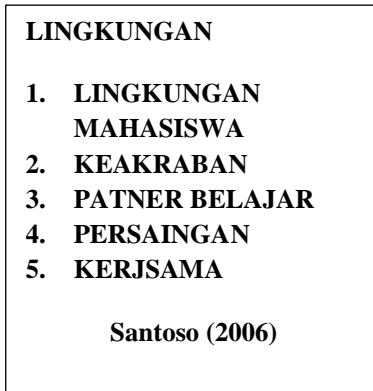 LINGKUNGAN
1. LINGKUNGAN
MAHASISWA
2. KEAKRABAN
3. PATNER BELAJAR
4. PERSAINGAN
5. KERJSAMA
Santoso (2006)